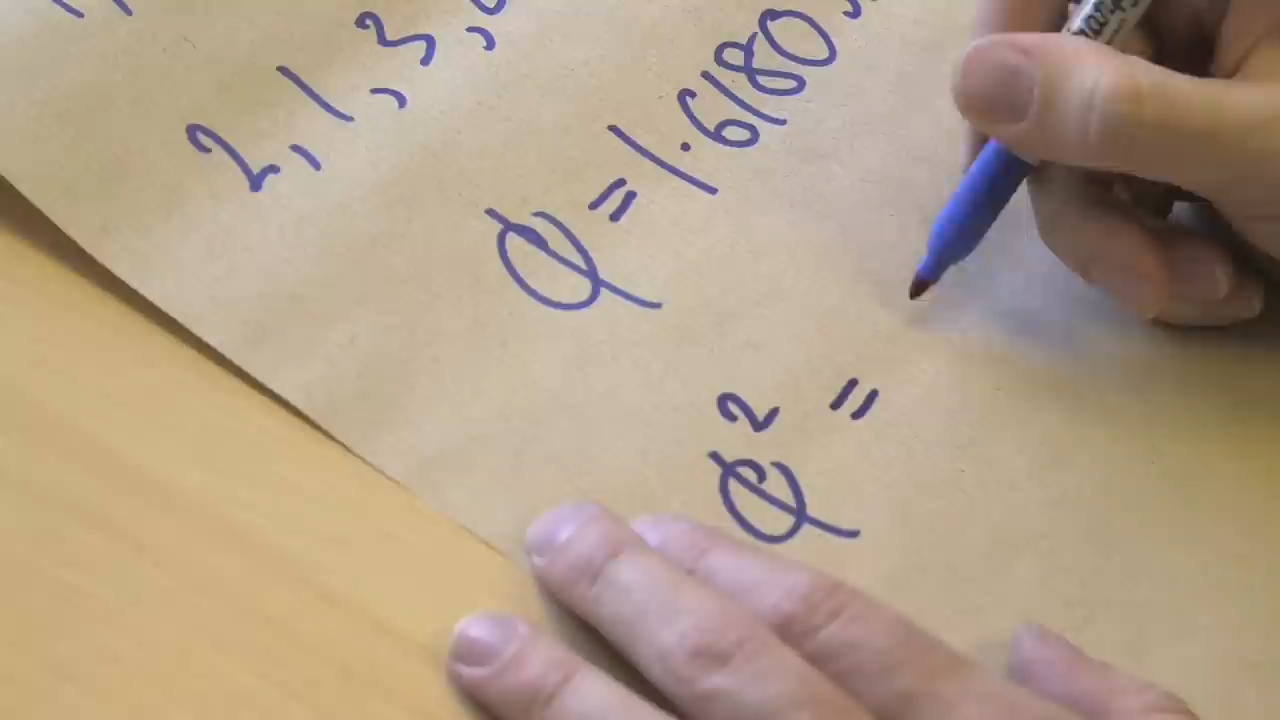 2, 1, 3,
φ = 1.6180
φ² =